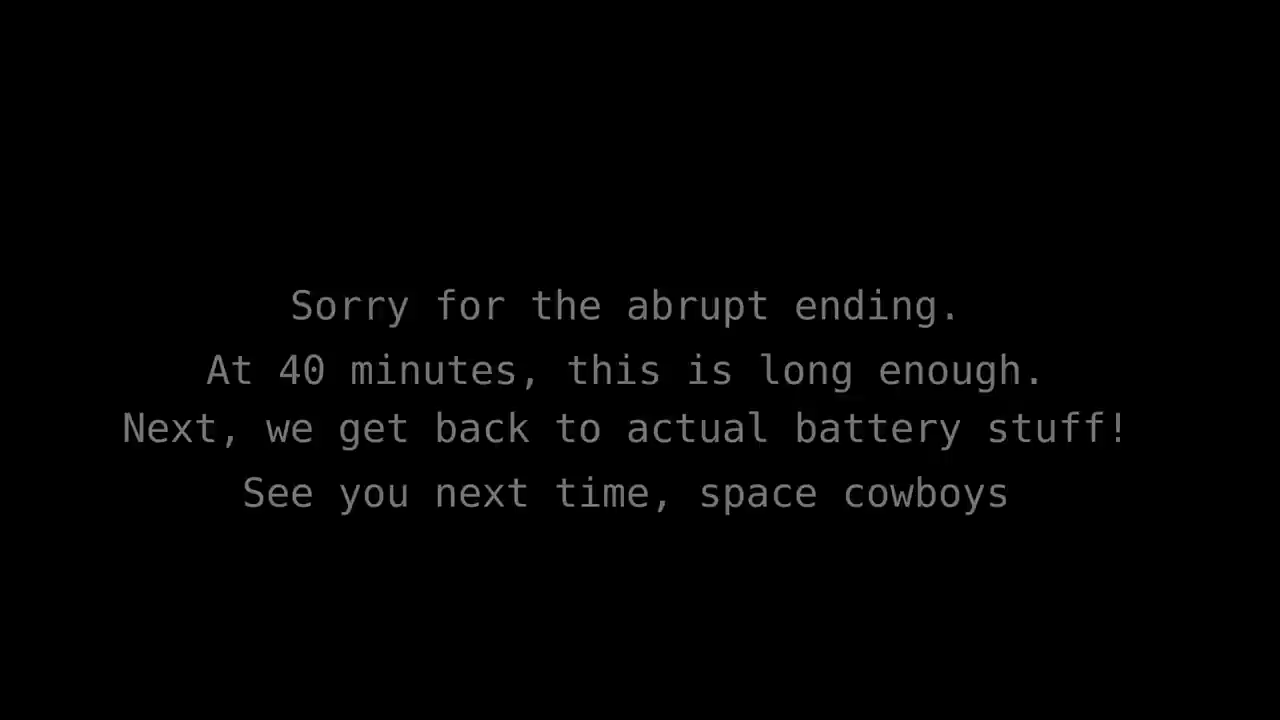 Sorry for the abrupt ending.
At 40 minutes, this is long enough.
Next, we get back to actual battery stuff!
See you next time, space cowboys